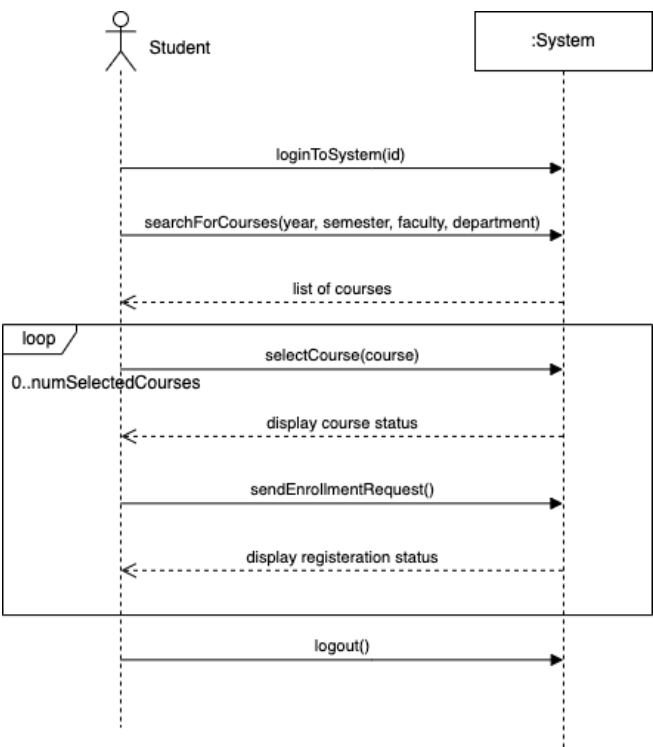 Student
:System
loginToSystem(id)
searchForCourses(year, semester, faculty, department)
list of courses
loop
selectCourse(course)
0..numSelectedCourses
display course status
sendEnrollmentRequest()
display registeration status
logout()